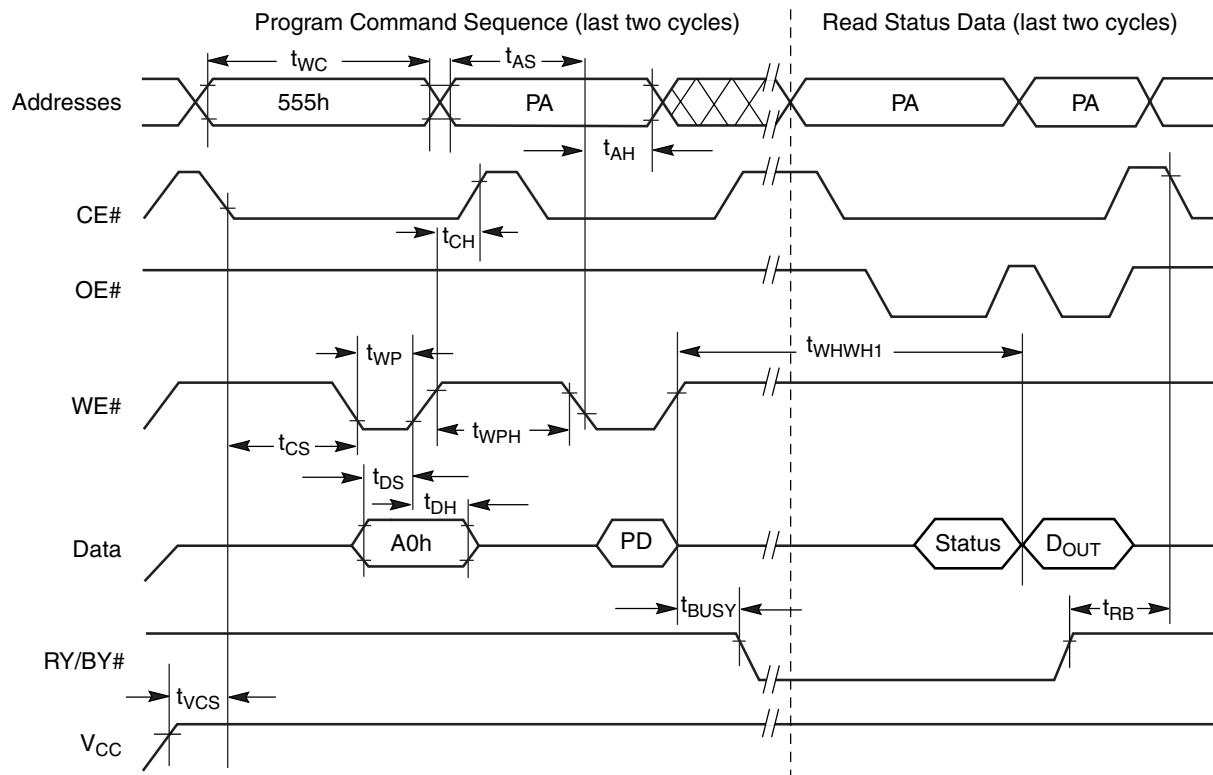 Program Command Sequence (last two cycles)
Read Status Data (last two cycles)
tWC
tAS
Addresses
555h
PA
PA
PA
tAH
CE#
tCH
OE#
tWP
tWHWH1
WE#
tCS
tWPH
tDS
tDH
Data
A0h
PD
Status
DOUT
tBUSY
tRB
RY/BY#
tVCS
VCC